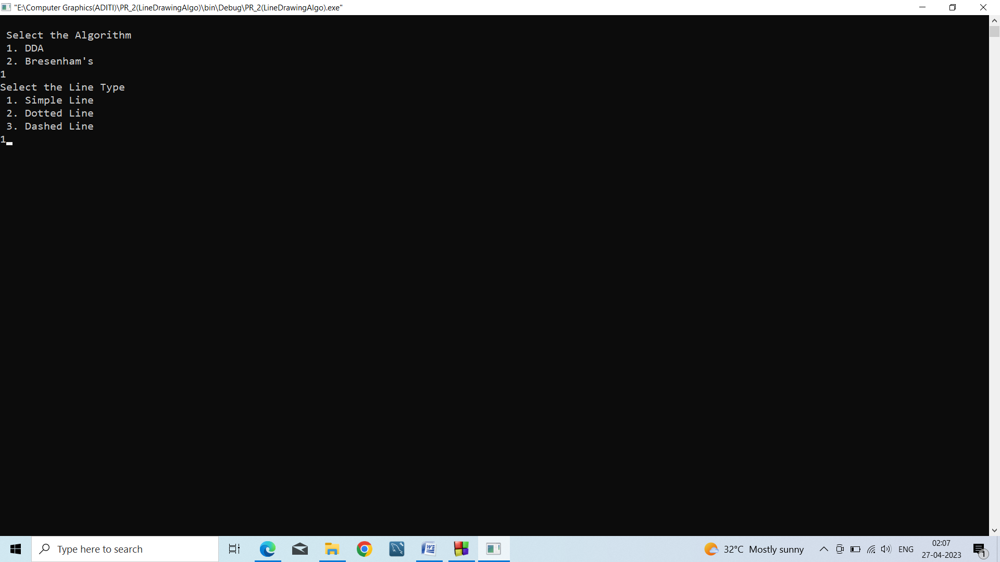 "E:\Computer Graphics(ADITI)\PR_2(LineDrawingAlgo)\bin\Debug\PR_2(LineDrawingAlgo).exe"
Select the Algorithm
1. DDA
2. Bresenham's
1
Select the Line Type
1. Simple Line
2. Dotted Line
3. Dashed Line
1
Type here to search
32°C Mostly sunny
ENG
02:07
27-04-2023
1